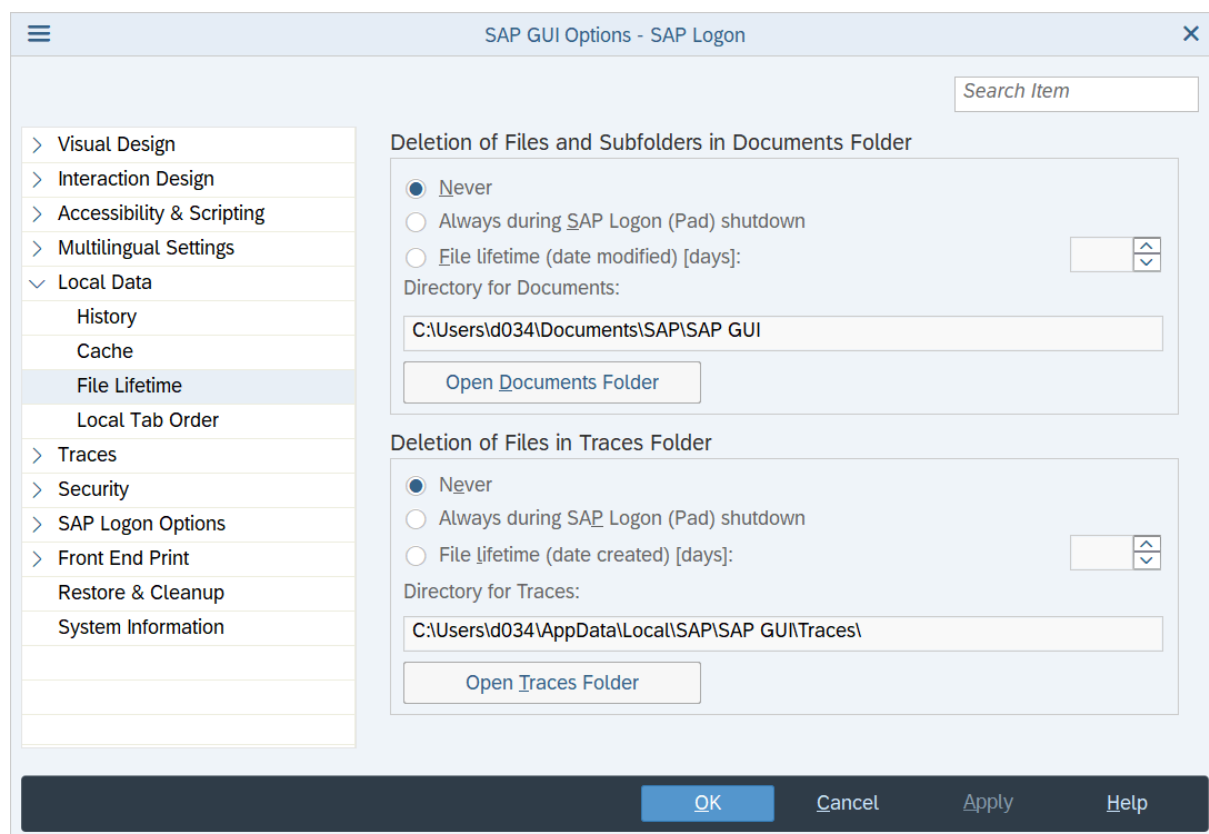 SAP GUI Options - SAP Logon
Search Item
Visual Design
Interaction Design
Accessibility & Scripting
Multilingual Settings
Local Data
History
Cache
File Lifetime
Local Tab Order
Traces
Security
SAP Logon Options
Front End Print
Restore & Cleanup
System Information
Deletion of Files and Subfolders in Documents Folder
Never
Always during SAP Logon (Pad) shutdown
File lifetime (date modified) [days]:
Directory for Documents:
C:\Users\d034\Documents\SAP\SAP GUI
Open Documents Folder
Deletion of Files in Traces Folder
Never
Always during SAP Logon (Pad) shutdown
File lifetime (date created) [days]:
Directory for Traces:
C:\Users\d034\AppData\Local\SAP\SAP GUI\Traces\
Open Traces Folder
OK Cancel Apply Help